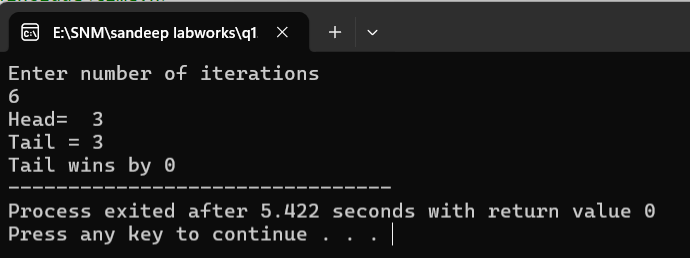 E:\SNM\sandeep labworks\q1
Enter number of iterations
6
Head=  3
Tail = 3
Tail wins by 0
--------------------------------
Process exited after 5.422 seconds with return value 0
Press any key to continue . . .